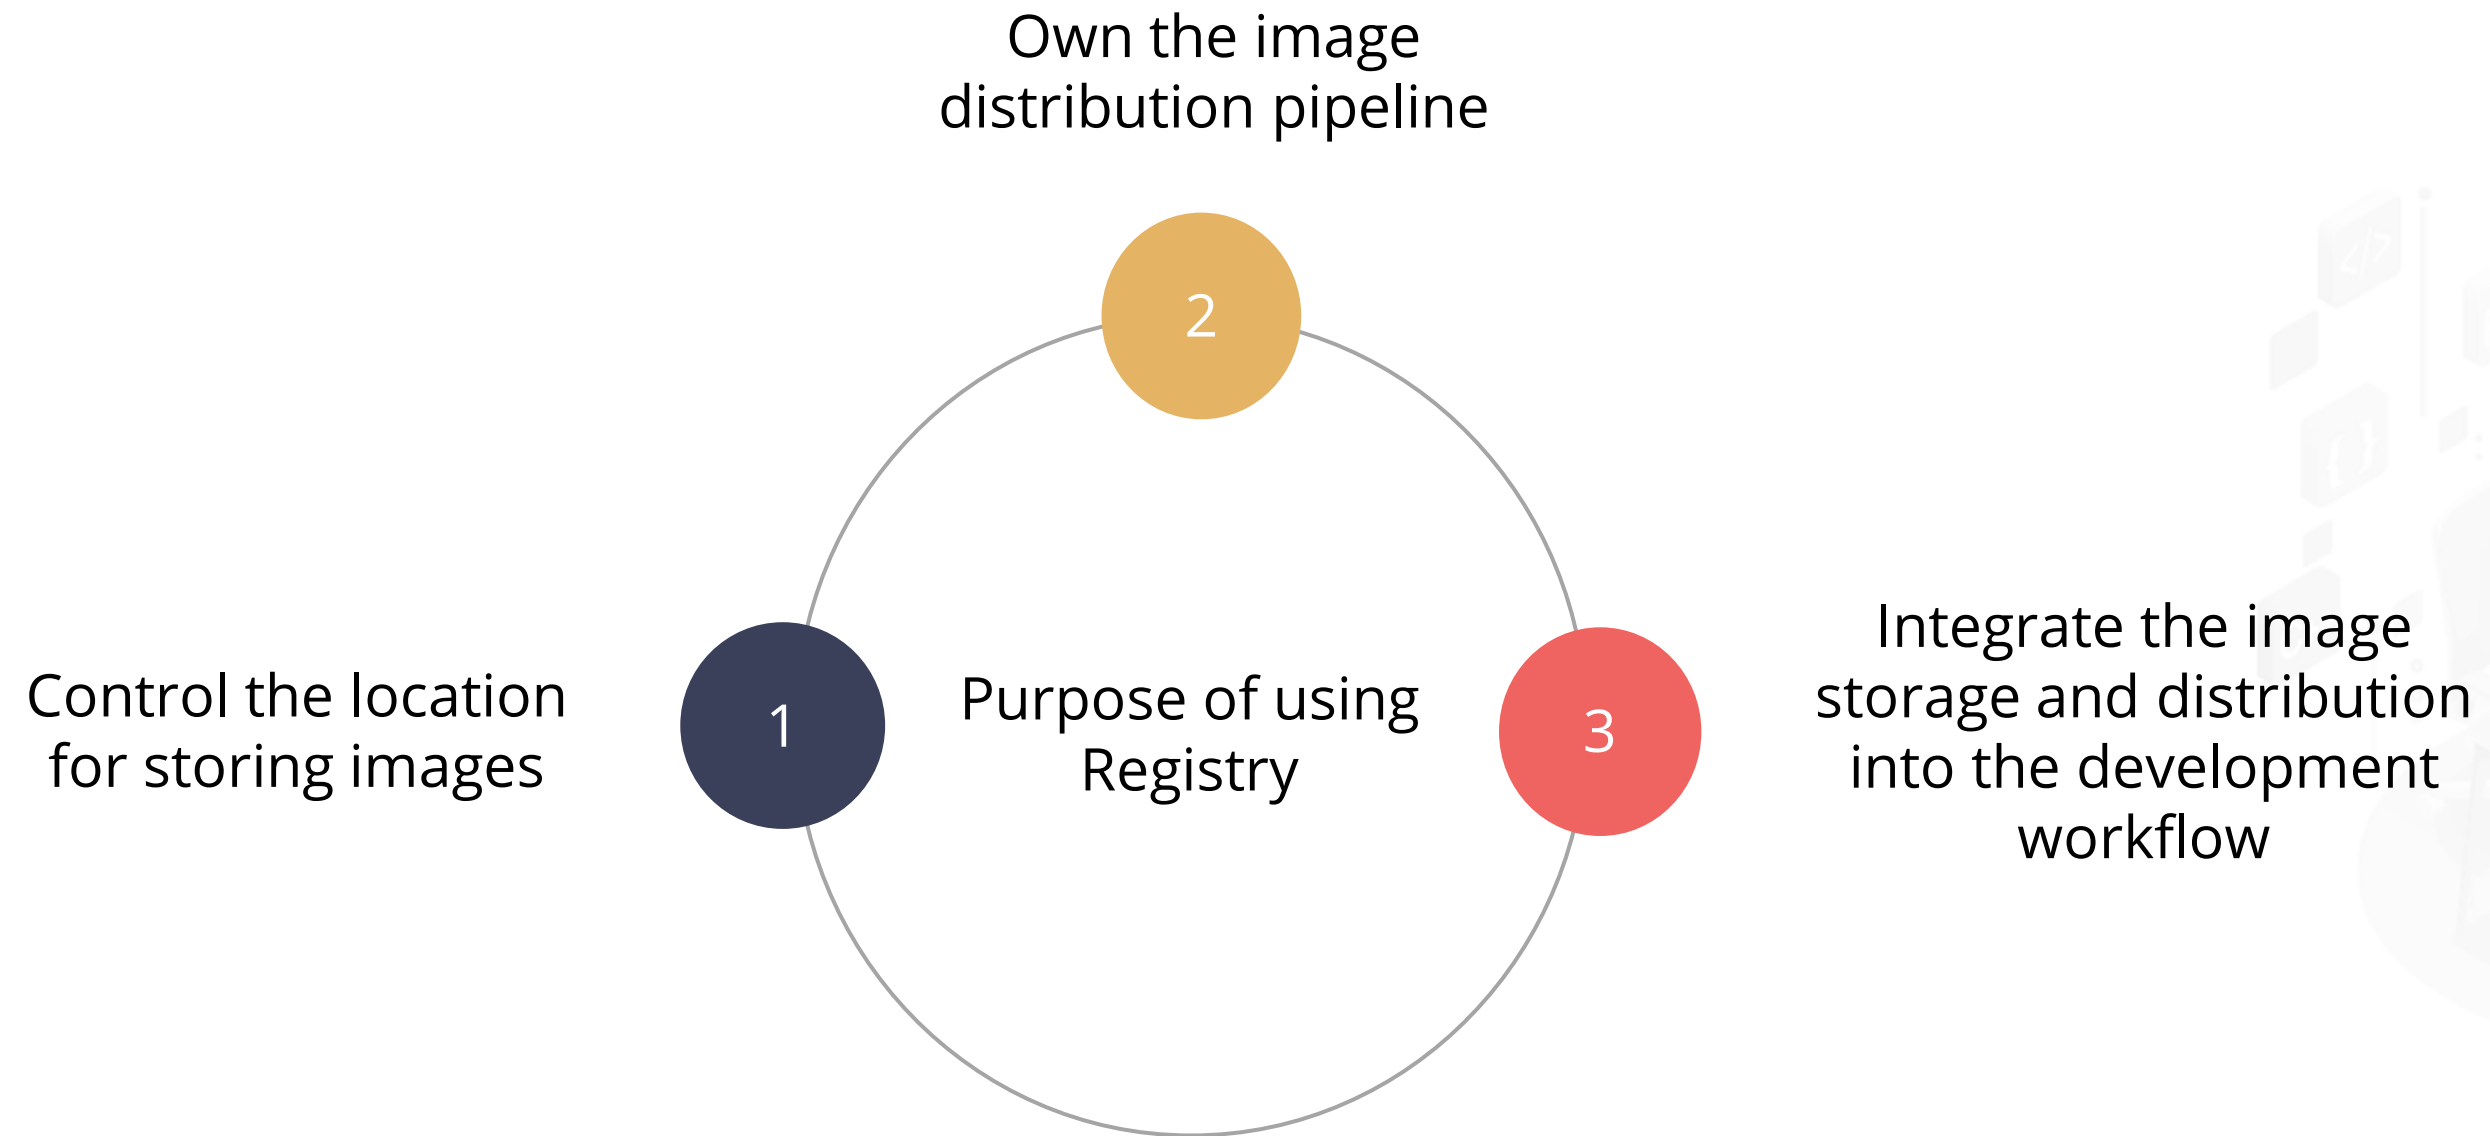 Own the image
distribution pipeline
2
Control the location
for storing images
1
Purpose of using
Registry
3
Integrate the image
storage and distribution
into the development
workflow